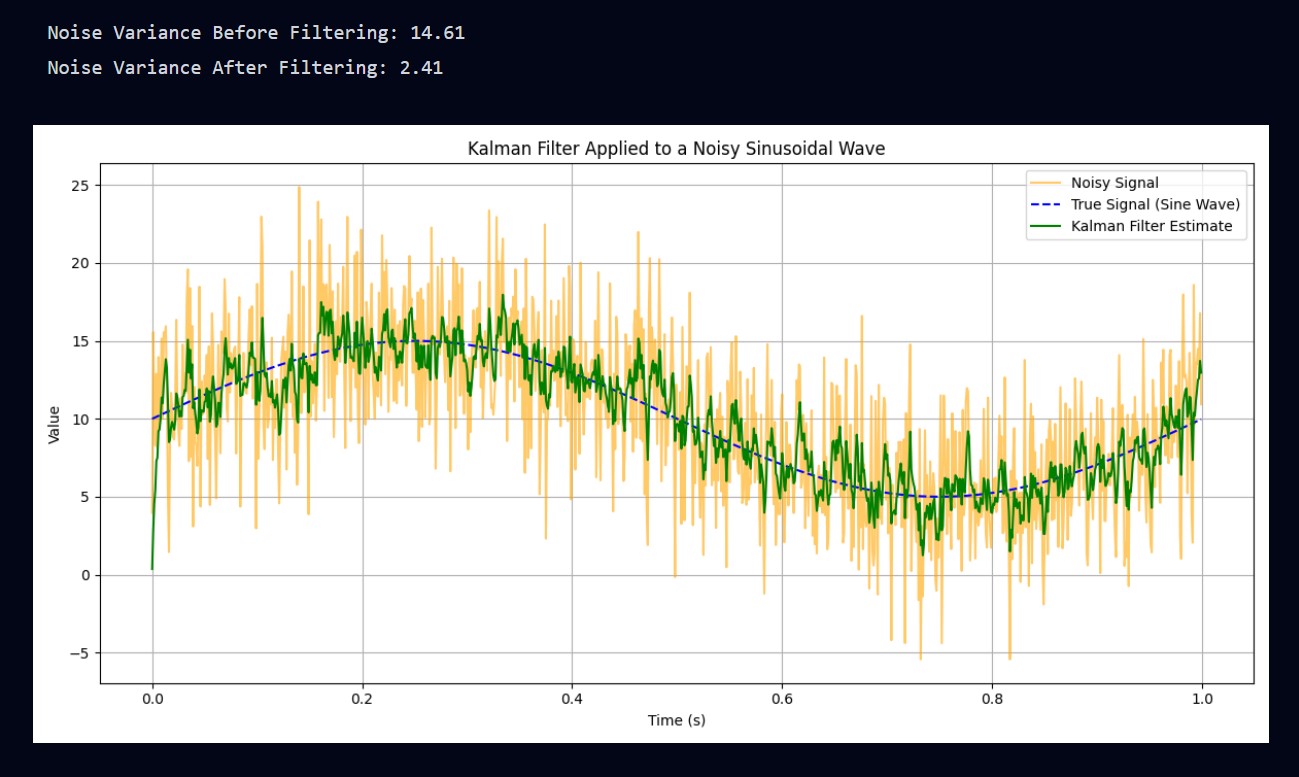 Noise Variance Before Filtering: 14.61
Noise Variance After Filtering: 2.41
Kalman Filter Applied to a Noisy Sinusoidal Wave
25
20
15
10
5
0
−5
Value
Noisy Signal
True Signal (Sine Wave)
Kalman Filter Estimate
0.0 0.2 0.4 0.6 0.8 1.0
Time (s)